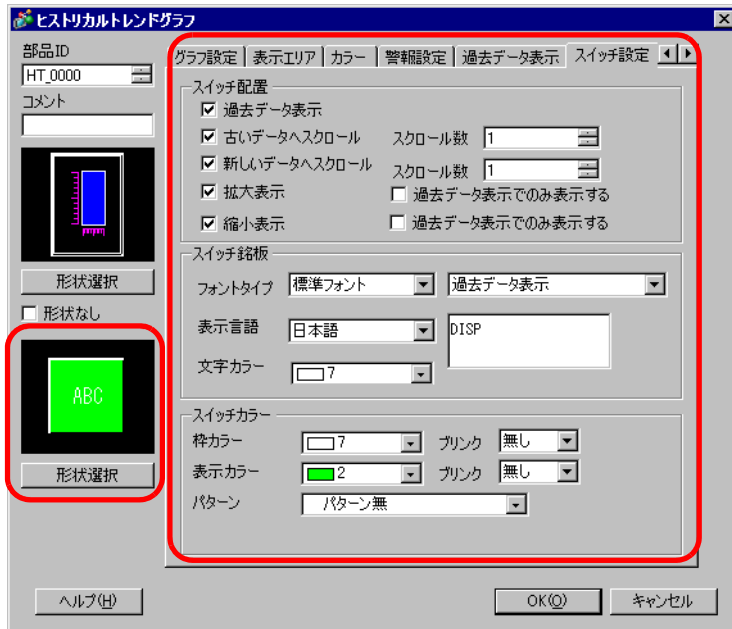 ヒストリカルトレンドグラフ
部品ID
HT_0000
コメント
形状選択
形状なし
ABC
形状選択
グラフ設定 表示エリア カラー 警報設定 過去データ表示 スイッチ設定
スイッチ配置
過去データ表示
古いデータへスクロール スクロール数 1
新しいデータへスクロール スクロール数 1
拡大表示 過去データ表示でのみ表示する
縮小表示 過去データ表示でのみ表示する
スイッチ銘板
フォントタイプ 標準フォント 過去データ表示
表示言語 日本語 DISP
文字カラー 7
スイッチカラー
枠カラー 7 ブリンク 無し
表示カラー 2 ブリンク 無し
パターン パターン無
ヘルプ(H) OK(O) キャンセル